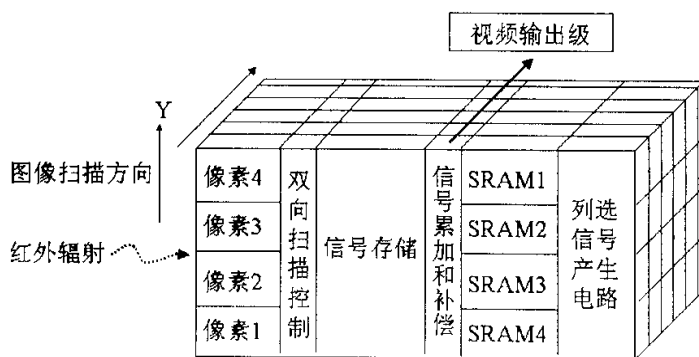 视频输出级
Y
图像扫描方向
红外辐射
像素4
像素3
像素2
像素1
双向扫描控制
信号存储
信号累加和补偿
SRAM1
SRAM2
SRAM3
SRAM4
列选
信号
产生
电路